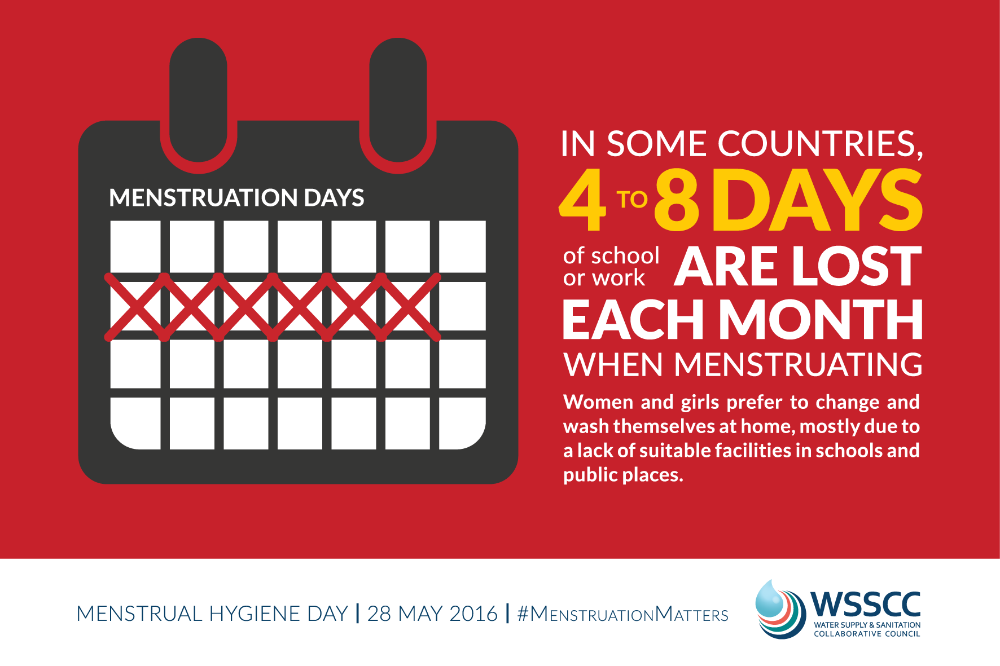 MENSTRUATION DAYS
IN SOME COUNTRIES,
4 TO 8 DAYS
of school
or work
ARE LOST
EACH MONTH
WHEN MENSTRUATING
Women and girls prefer to change and
wash themselves at home, mostly due to
a lack of suitable facilities in schools and
public places.
MENSTRUAL HYGIENE DAY | 28 MAY 2016 | #MENSTRUATIONMATTERS
WSSCC
WATER SUPPLY & SANITATION
COLLABORATIVE COUNCIL